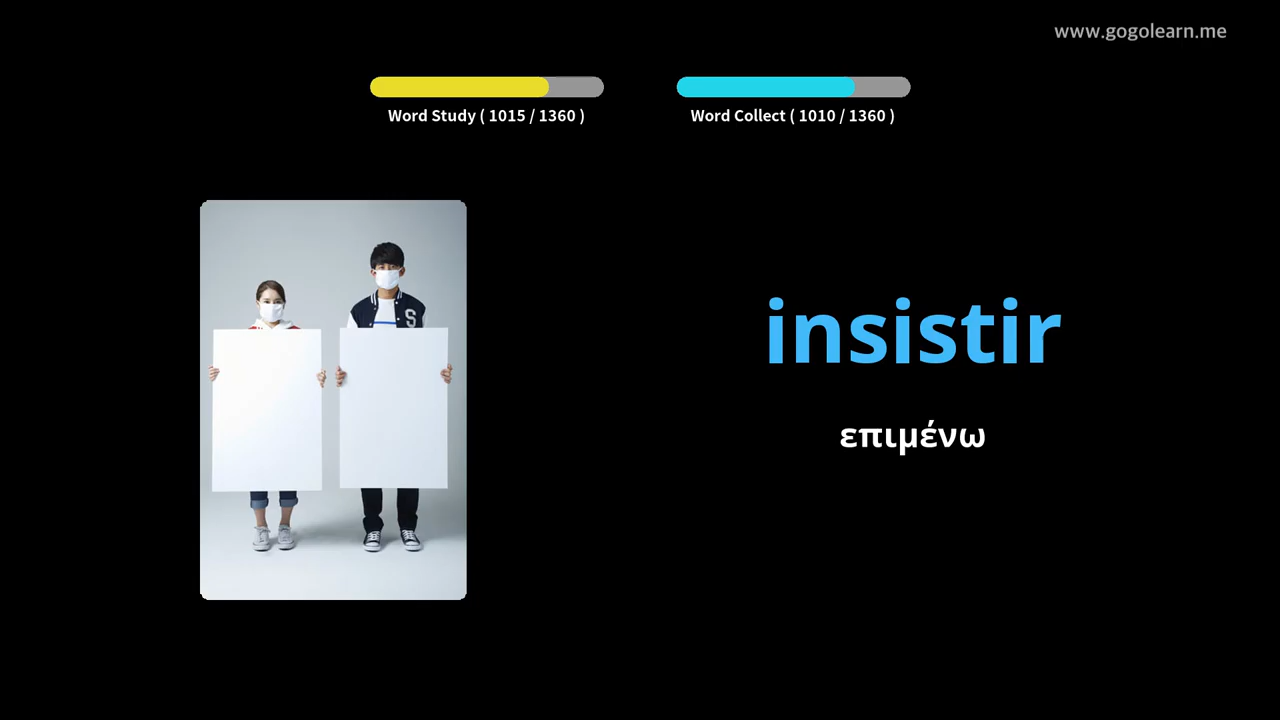 www.gogolearn.me
Word Study ( 1015 / 1360 )
Word Collect ( 1010 / 1360 )
S
insistir
επιμένω